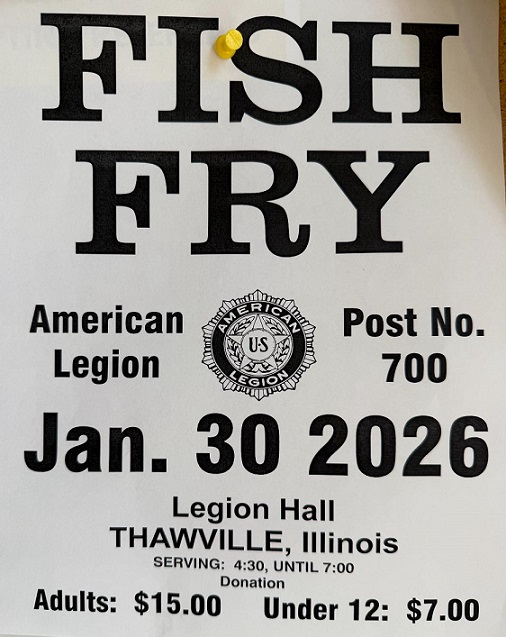 FISH
FRY
American Legion
AMERICAN
US
LEGION
Post No. 700
Jan. 30 2026
Legion Hall
THAWVILLE, Illinois
SERVING: 4:30, UNTIL 7:00
Donation
Adults: $15.00 Under 12: $7.00